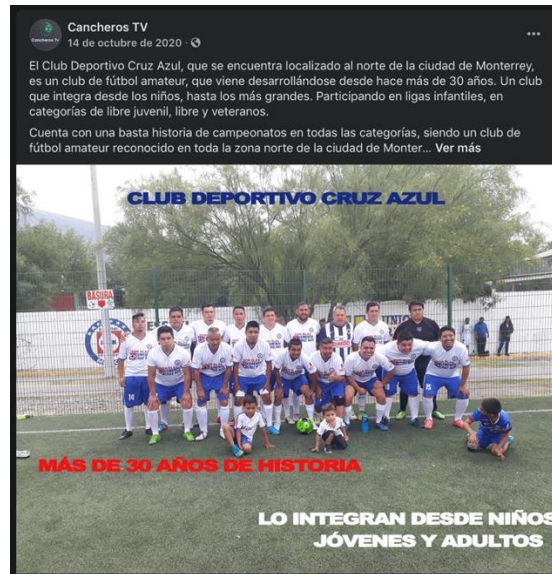 Cancheros TV
14 de octubre de 2020 ·
El Club Deportivo Cruz Azul, que se encuentra localizado al norte de la ciudad de Monterrey,
es un club de fútbol amateur, que viene desarrollándose desde hace más de 30 años. Un club
que integra desde los niños, hasta los más grandes. Participando en ligas infantiles, en
categorías de libre juvenil, libre y veteranos.
Cuenta con una basta historia de campeonatos en todas las categorías, siendo un club de
fútbol amateur reconocido en toda la zona norte de la ciudad de Monter... Ver más
CLUB DEPORTIVO CRUZ AZUL
BASURA
MÁS DE 30 AÑOS DE HISTORIA
LO INTEGRAN DESDE NIÑOS
JÓVENES Y ADULTOS